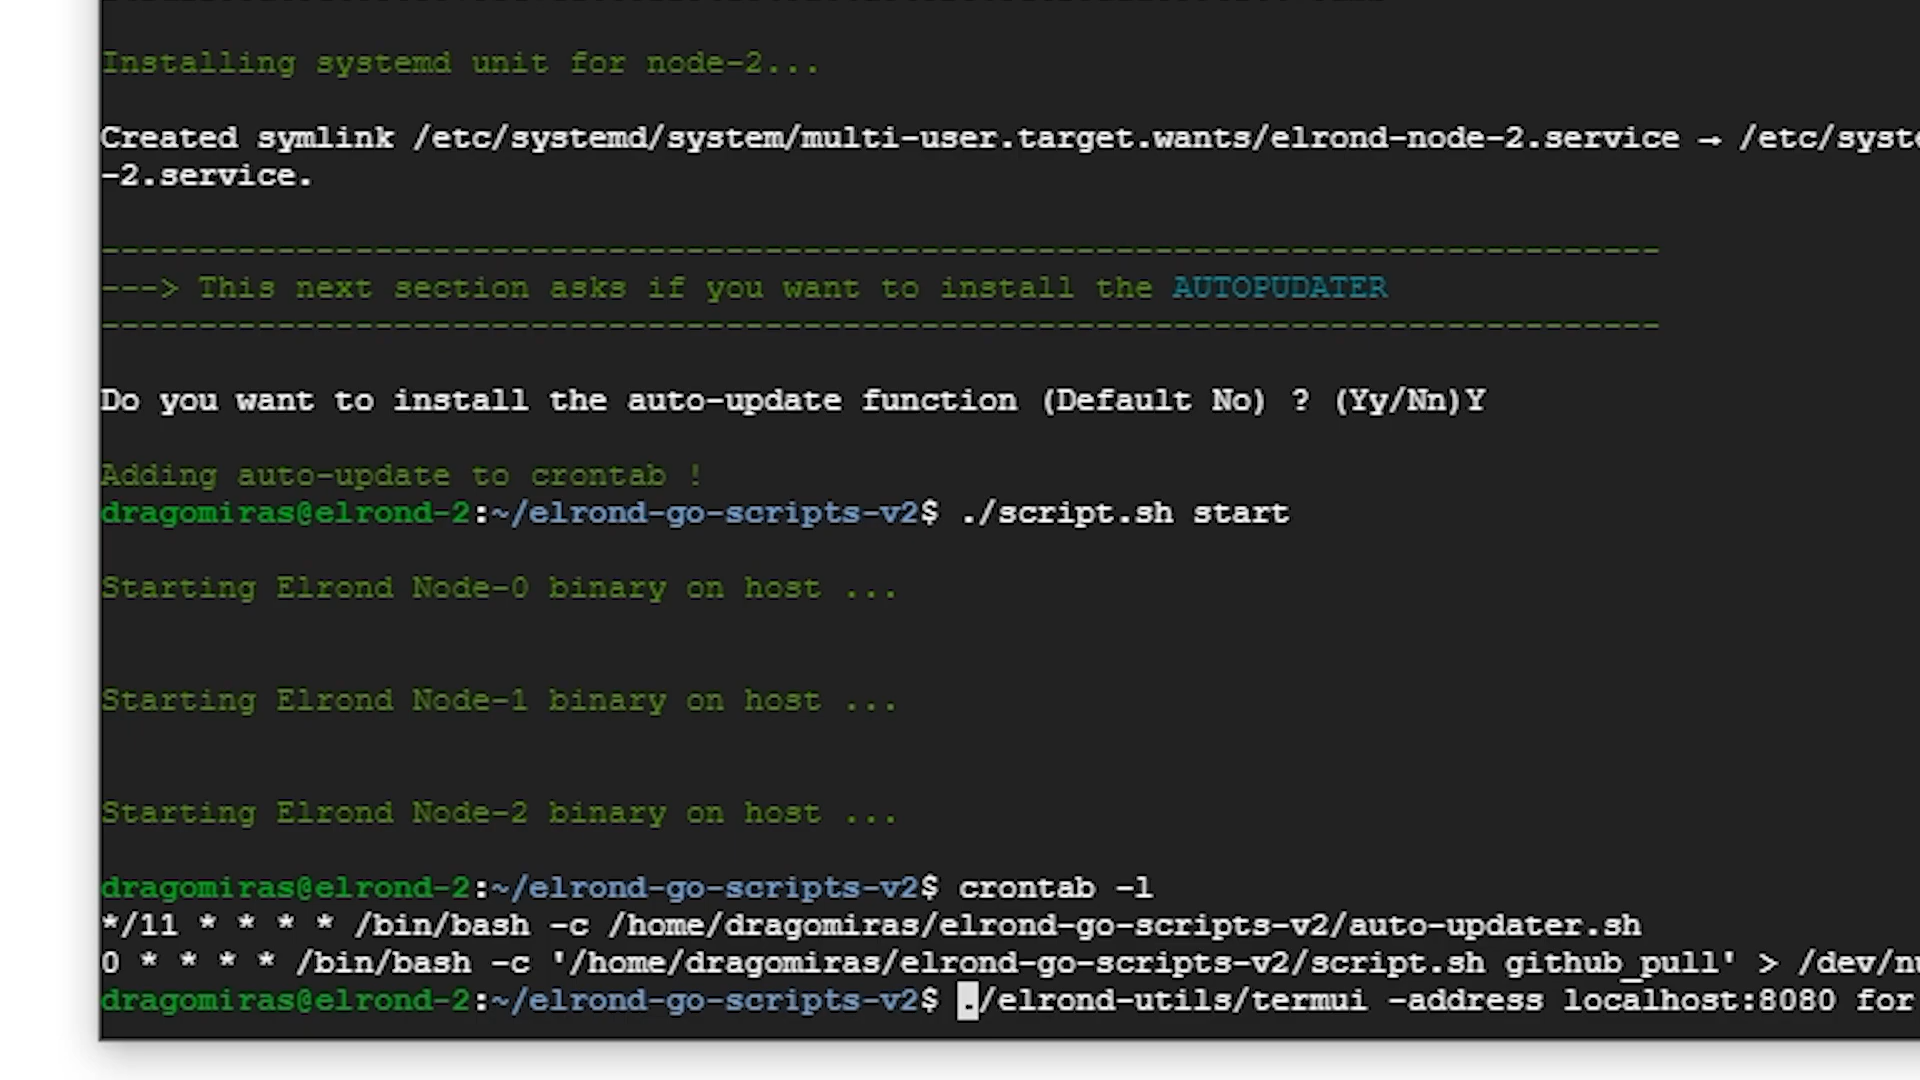 Installing systemd unit for node-2...
Created symlink /etc/systemd/system/multi-user.target.wants/elrond-node-2.service → /etc/syst
-2.service.
--------------------------------------------------------------------------------
---> This next section asks if you want to install the AUTOPUDATER
--------------------------------------------------------------------------------
Do you want to install the auto-update function (Default No) ? (Yy/Nn)Y
Adding auto-update to crontab !
dragomiras@elrond-2:~/elrond-go-scripts-v2$ ./script.sh start
Starting Elrond Node-0 binary on host ...
Starting Elrond Node-1 binary on host ...
Starting Elrond Node-2 binary on host ...
dragomiras@elrond-2:~/elrond-go-scripts-v2$ crontab -l
*/11 * * * * /bin/bash -c /home/dragomiras/elrond-go-scripts-v2/auto-updater.sh
0 * * * * /bin/bash -c '/home/dragomiras/elrond-go-scripts-v2/script.sh github_pull' > /dev/n
dragomiras@elrond-2:~/elrond-go-scripts-v2$ ./elrond-utils/termui -address localhost:8080 for